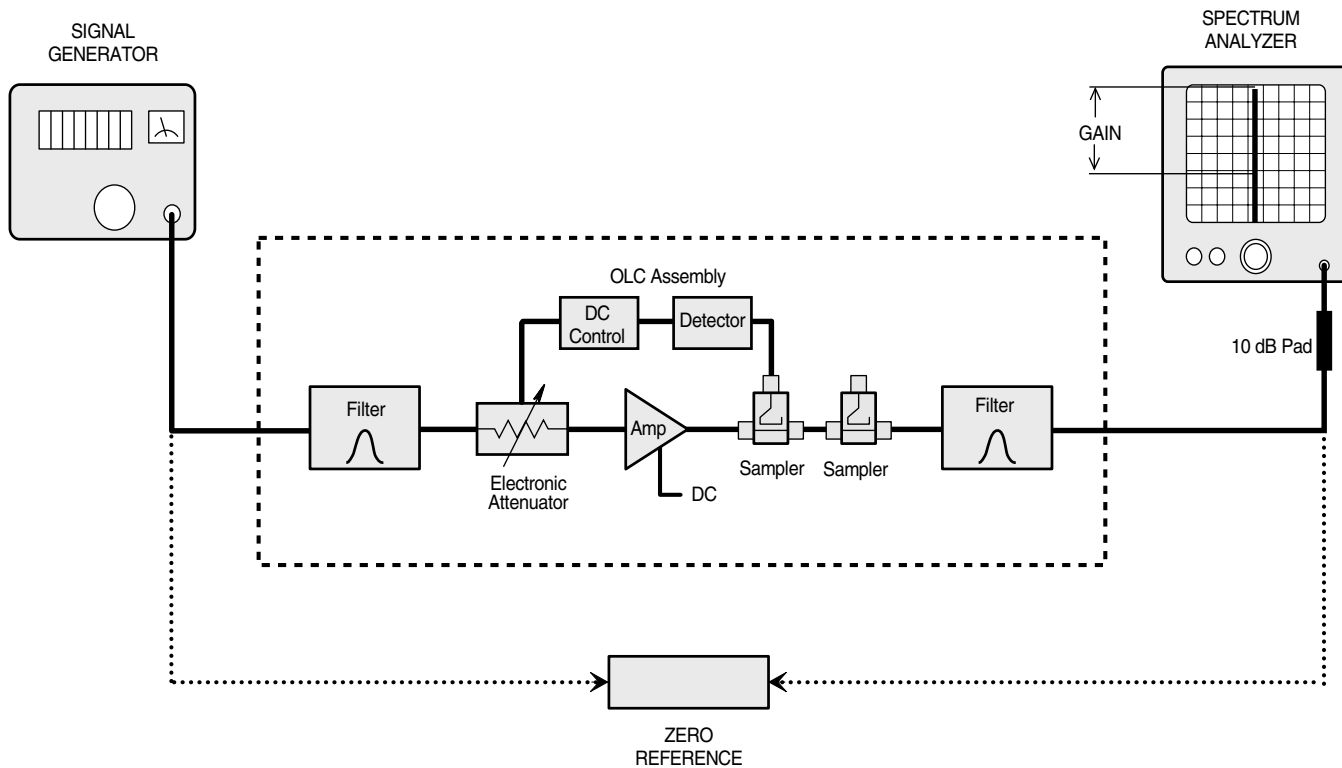 SIGNAL
GENERATOR
SPECTRUM
ANALYZER
GAIN
OLC Assembly
DC
Control
Detector
10 dB Pad
Filter
Amp
Filter
Sampler
Sampler
Electronic
Attenuator
DC
ZERO
REFERENCE